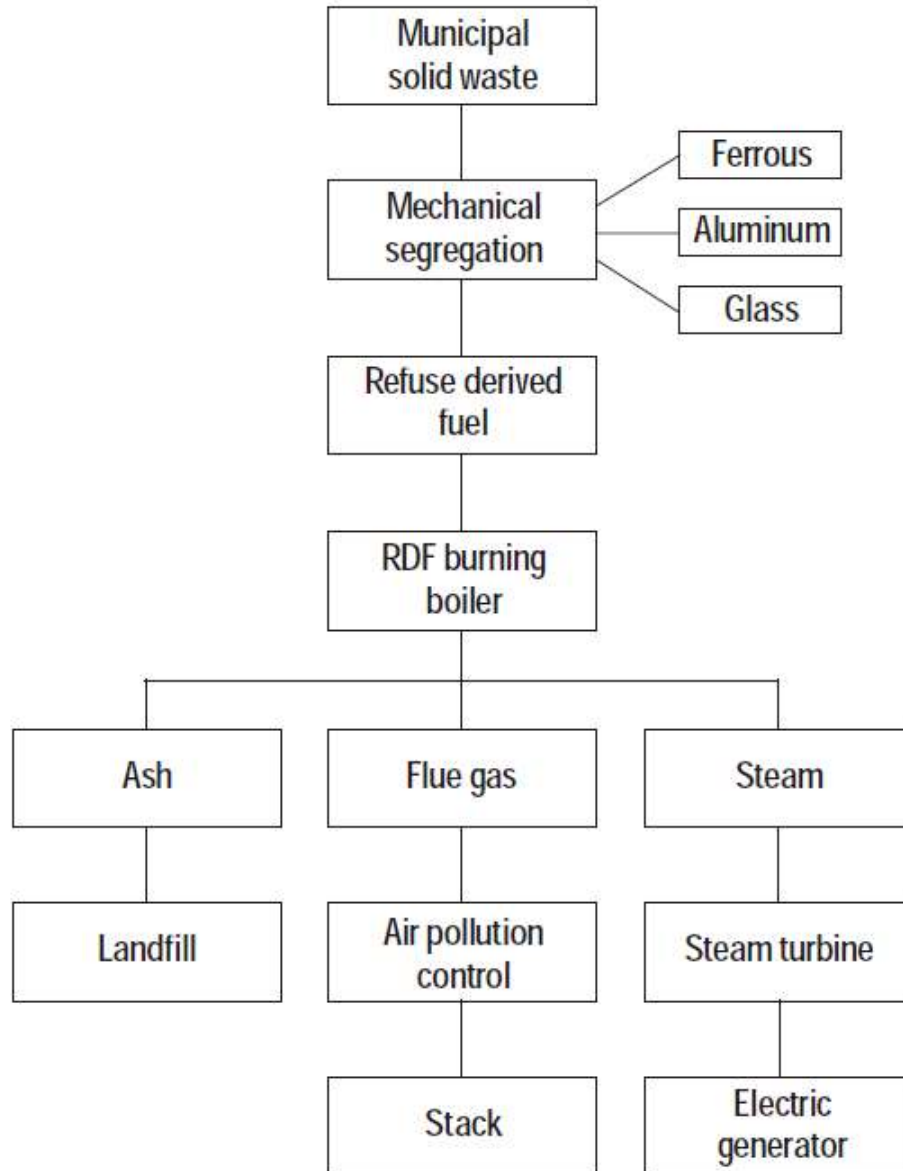 Municipal
solid waste
Ferrous
Mechanical
segregation
Aluminum
Glass
Refuse derived
fuel
RDF burning
boiler
Ash
Flue gas
Steam
Landfill
Air pollution
control
Steam turbine
Stack
Electric
generator